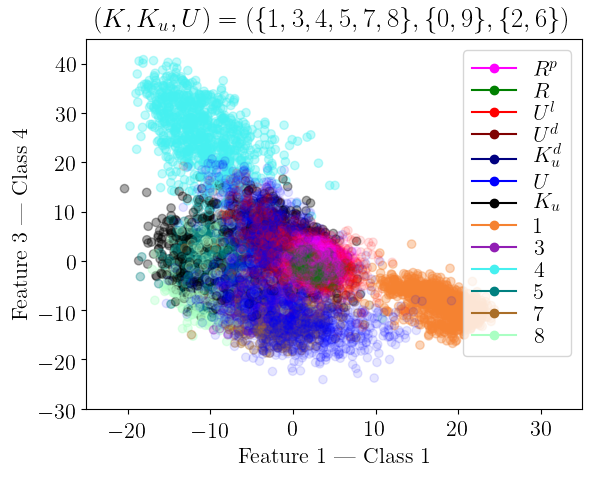 (K, K_u, U) = ({1, 3, 4, 5, 7, 8}, {0, 9}, {2, 6})
40
30
20
10
0
−10
−20
−30
Feature 3 — Class 4
R^p
R
U^l
U^d
K_u^d
U
K_u
1
3
4
5
7
8
−20
−10
0
10
20
30
Feature 1 — Class 1